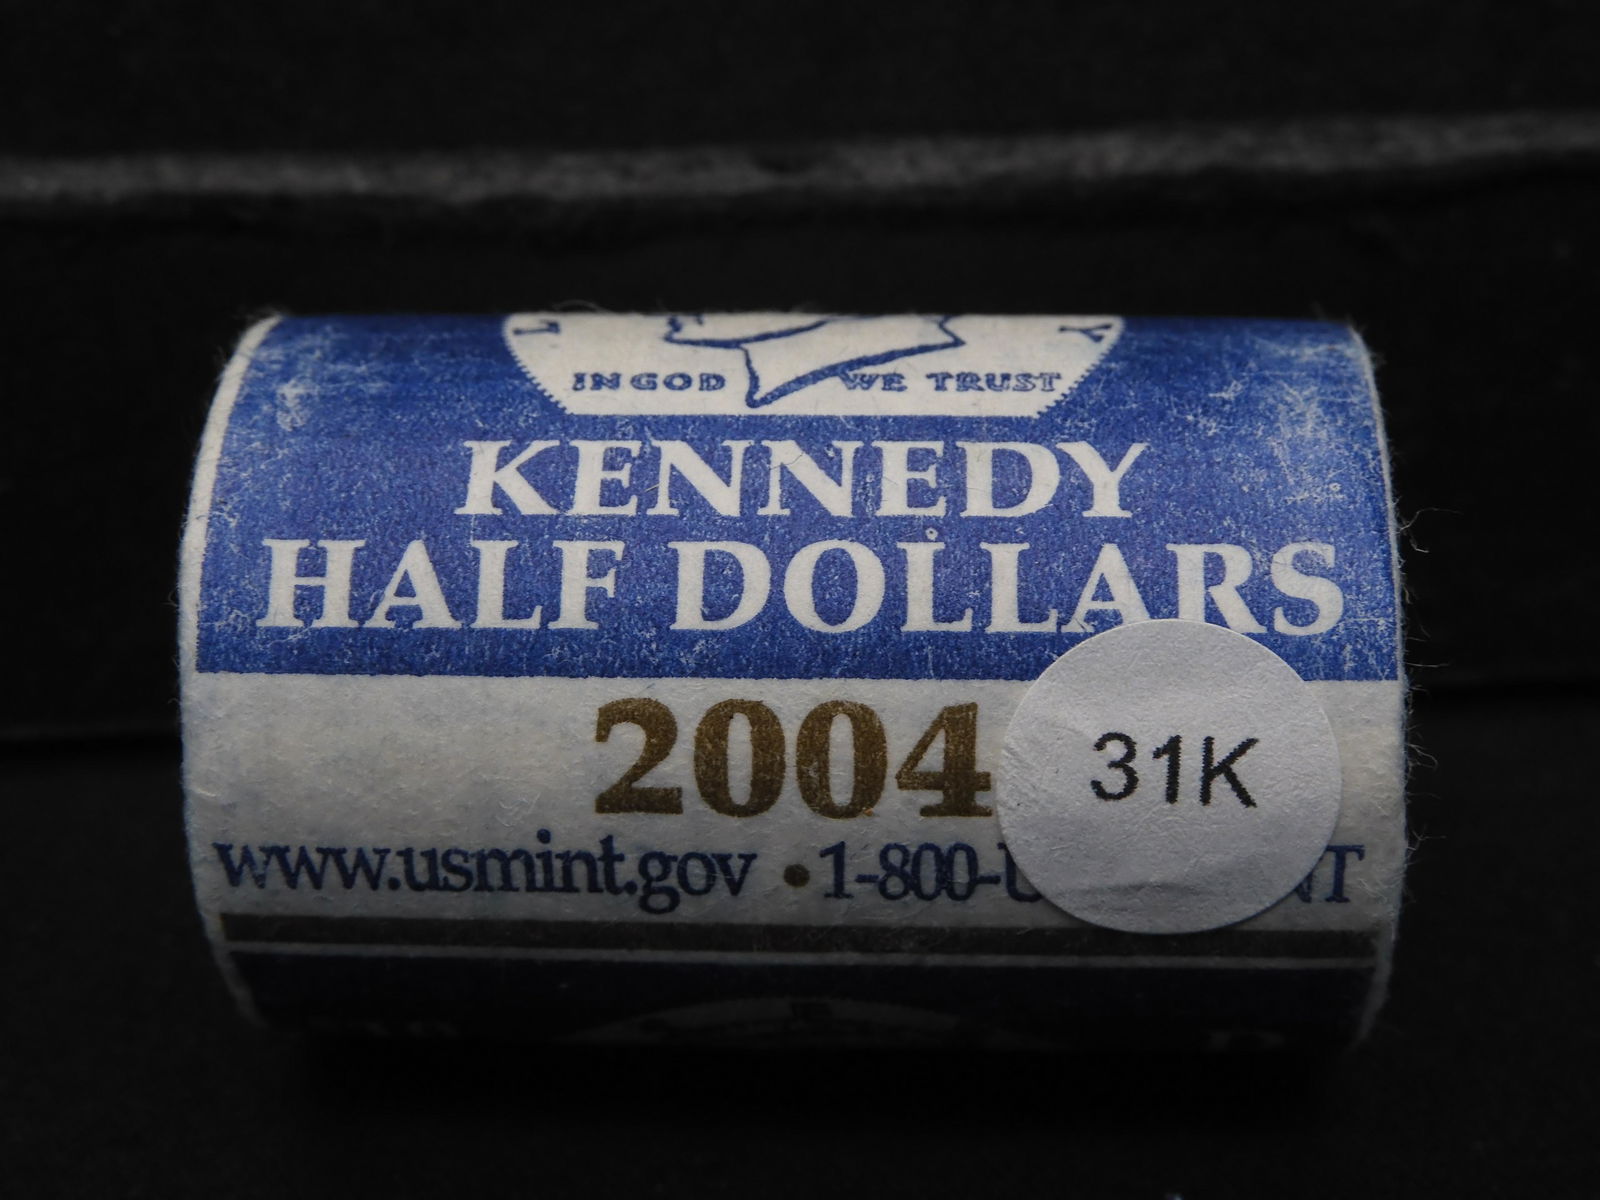 L Y
IN GOD WE TRUST
KENNEDY
HALF DOLLARS
2004
31K
www.usmint.gov • 1-800-U NT